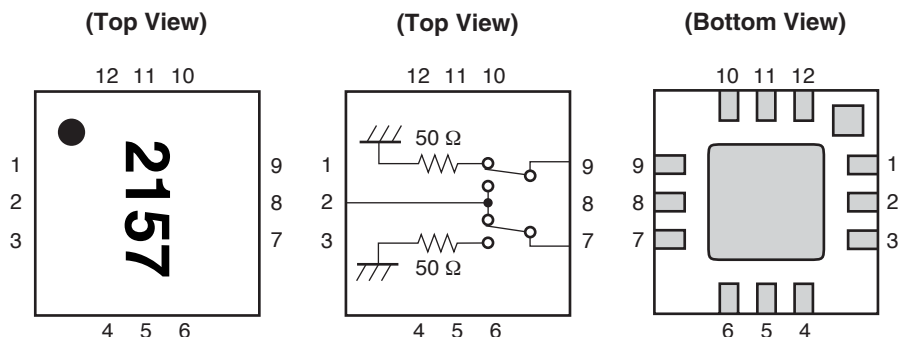 (Top View) (Top View) (Bottom View)
12 11 10 12 11 10 10 11 12
50 Ω
1 9 1 9 9 1
2 8 2 8 8 2
3 7 3 7 7 3
2157
50 Ω
4 5 6 4 5 6 6 5 4